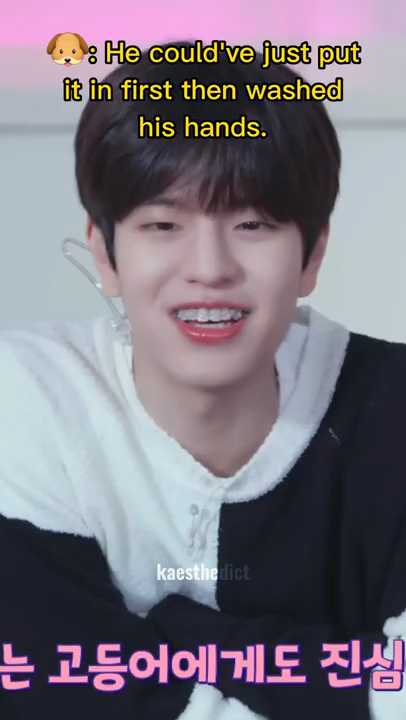 🐶: He could've just put
it in first then washed
his hands.
kaesthedict
는 고등어에게도 진심